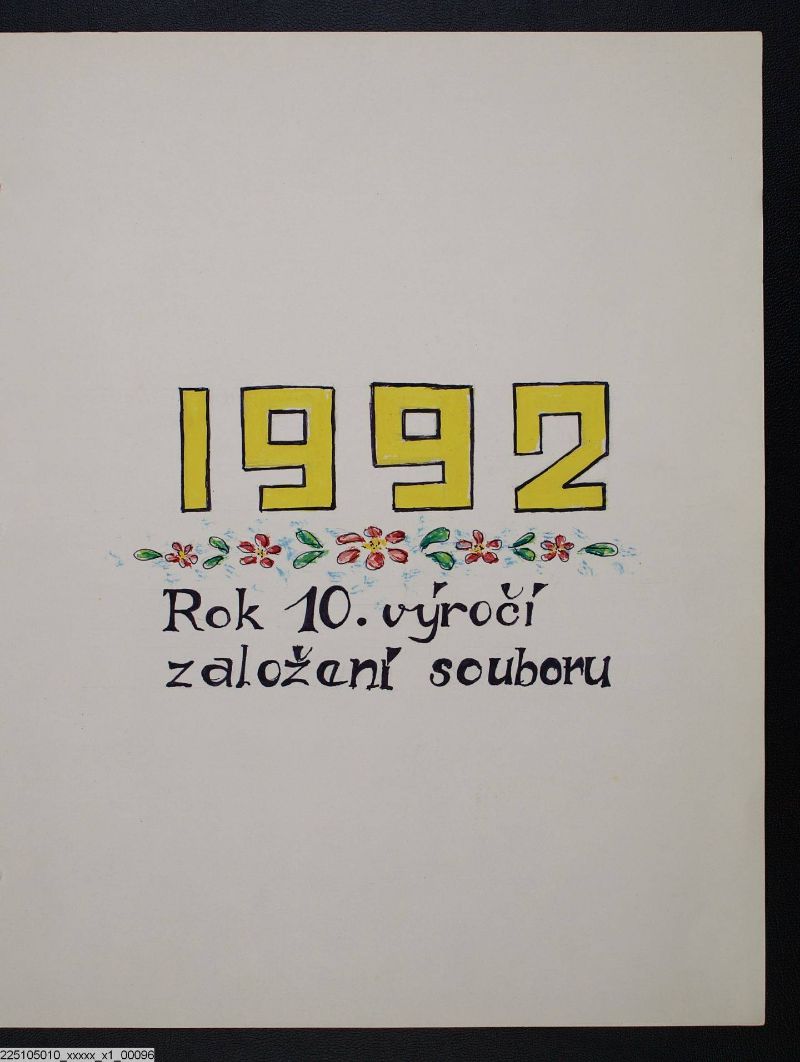 1992
Rok 10. výročí
založení souboru
225105010_xxxxx_x1_00096